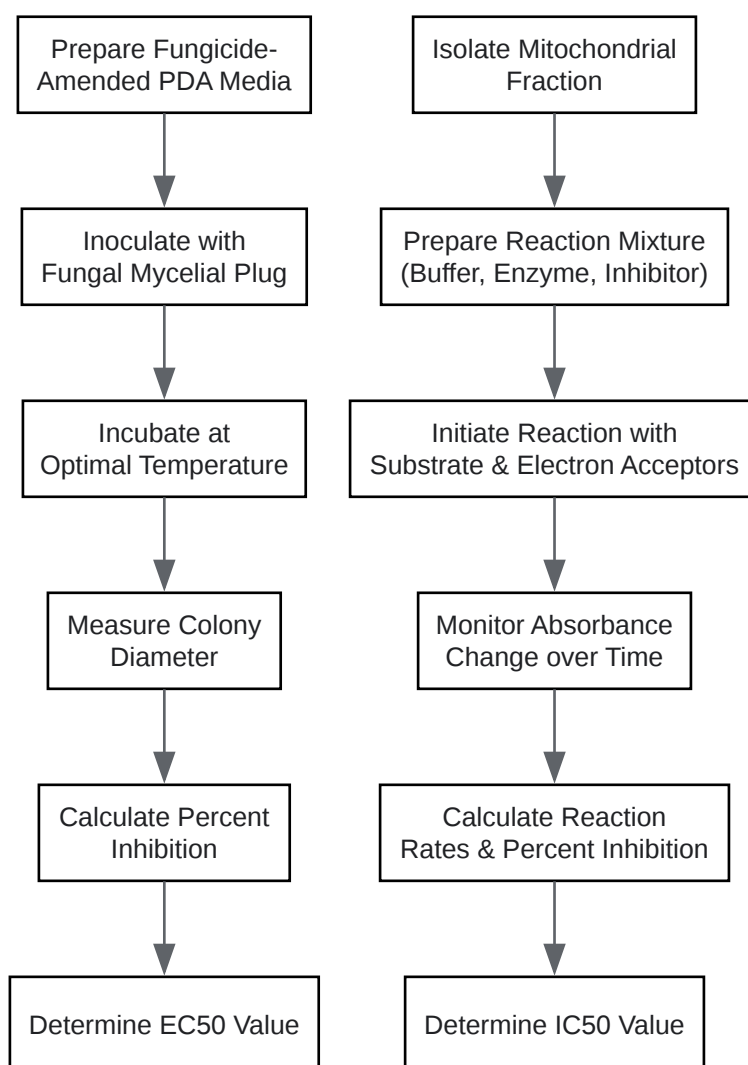 Prepare Fungicide-
Amended PDA Media
Inoculate with
Fungal Mycelial Plug
Incubate at
Optimal Temperature
Measure Colony
Diameter
Calculate Percent
Inhibition
Determine EC50 Value
Isolate Mitochondrial
Fraction
Prepare Reaction Mixture
(Buffer, Enzyme, Inhibitor)
Initiate Reaction with
Substrate & Electron Acceptors
Monitor Absorbance
Change over Time
Calculate Reaction
Rates & Percent Inhibition
Determine IC50 Value